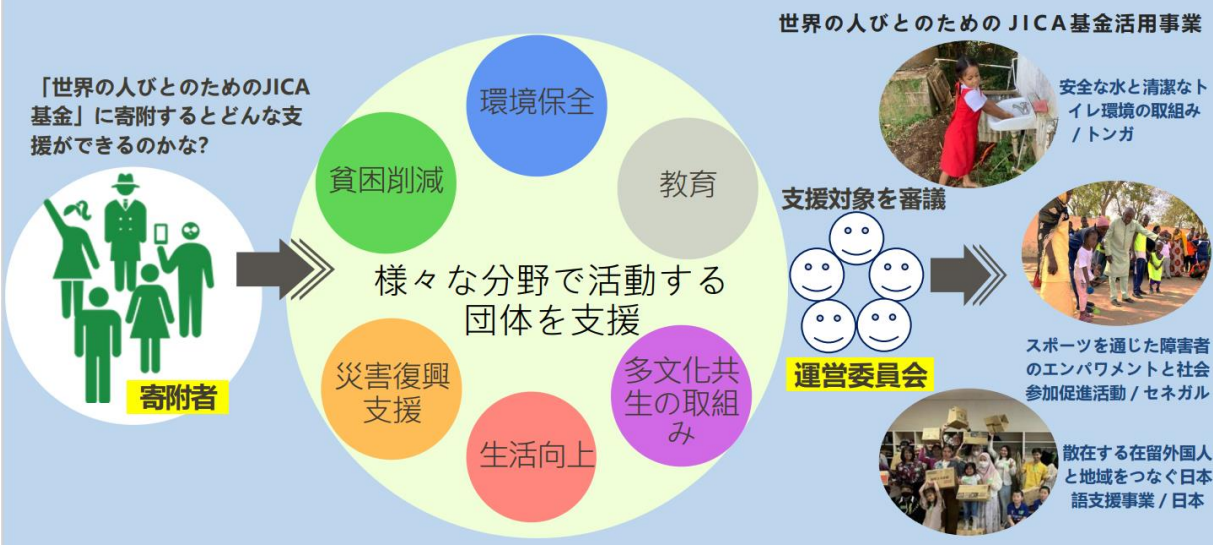 「世界の人びとのためのJICA
基金」に寄附するとどんな支
援ができるのかな?
寄附者
環境保全
貧困削減
教育
様々な分野で活動する
団体を支援
災害復興
支援
生活向上
多文化共
生の取組
み
支援対象を審議
運営委員会
世界の人びとのための JICA基金活用事業
安全な水と清潔なト
イレ環境の取組み
/ トンガ
スポーツを通じた障害者
のエンパワメントと社会
参加促進活動 / セネガル
散在する在留外国人
と地域をつなぐ日本
語支援事業 / 日本